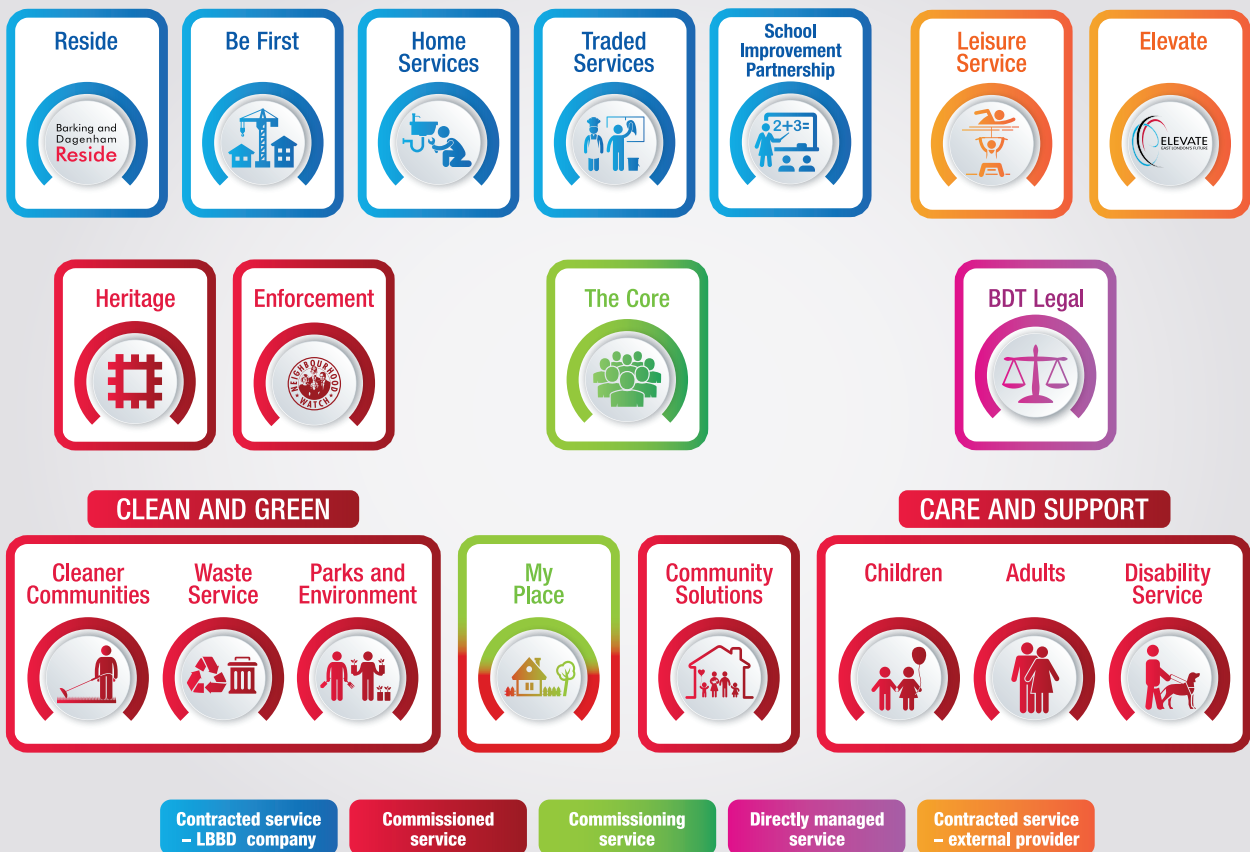 Reside
Barking and
Dagenham
Reside
Be First
Home
Services
Traded
Services
School
Improvement
Partnership
2+3=
Leisure
Service
Elevate
ELEVATE
EAST LONDON'S FUTURE
Heritage
Enforcement
NEIGHBOURHOOD
WATCH
The Core
BDT Legal
CLEAN AND GREEN
Cleaner
Communities
Waste
Service
Parks and
Environment
My
Place
Community
Solutions
CARE AND SUPPORT
Children
Adults
Disability
Service
Contracted service
– LBBD company
Commissioned
service
Commissioning
service
Directly managed
service
Contracted service
– external provider